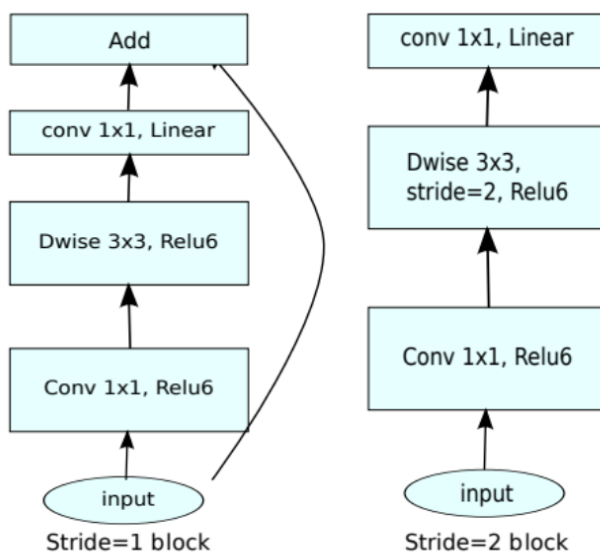 Add
conv 1x1, Linear
Dwise 3x3, Relu6
Conv 1x1, Relu6
input
Stride=1 block
conv 1x1, Linear
Dwise 3x3,
stride=2, Relu6
Conv 1x1, Relu6
input
Stride=2 block